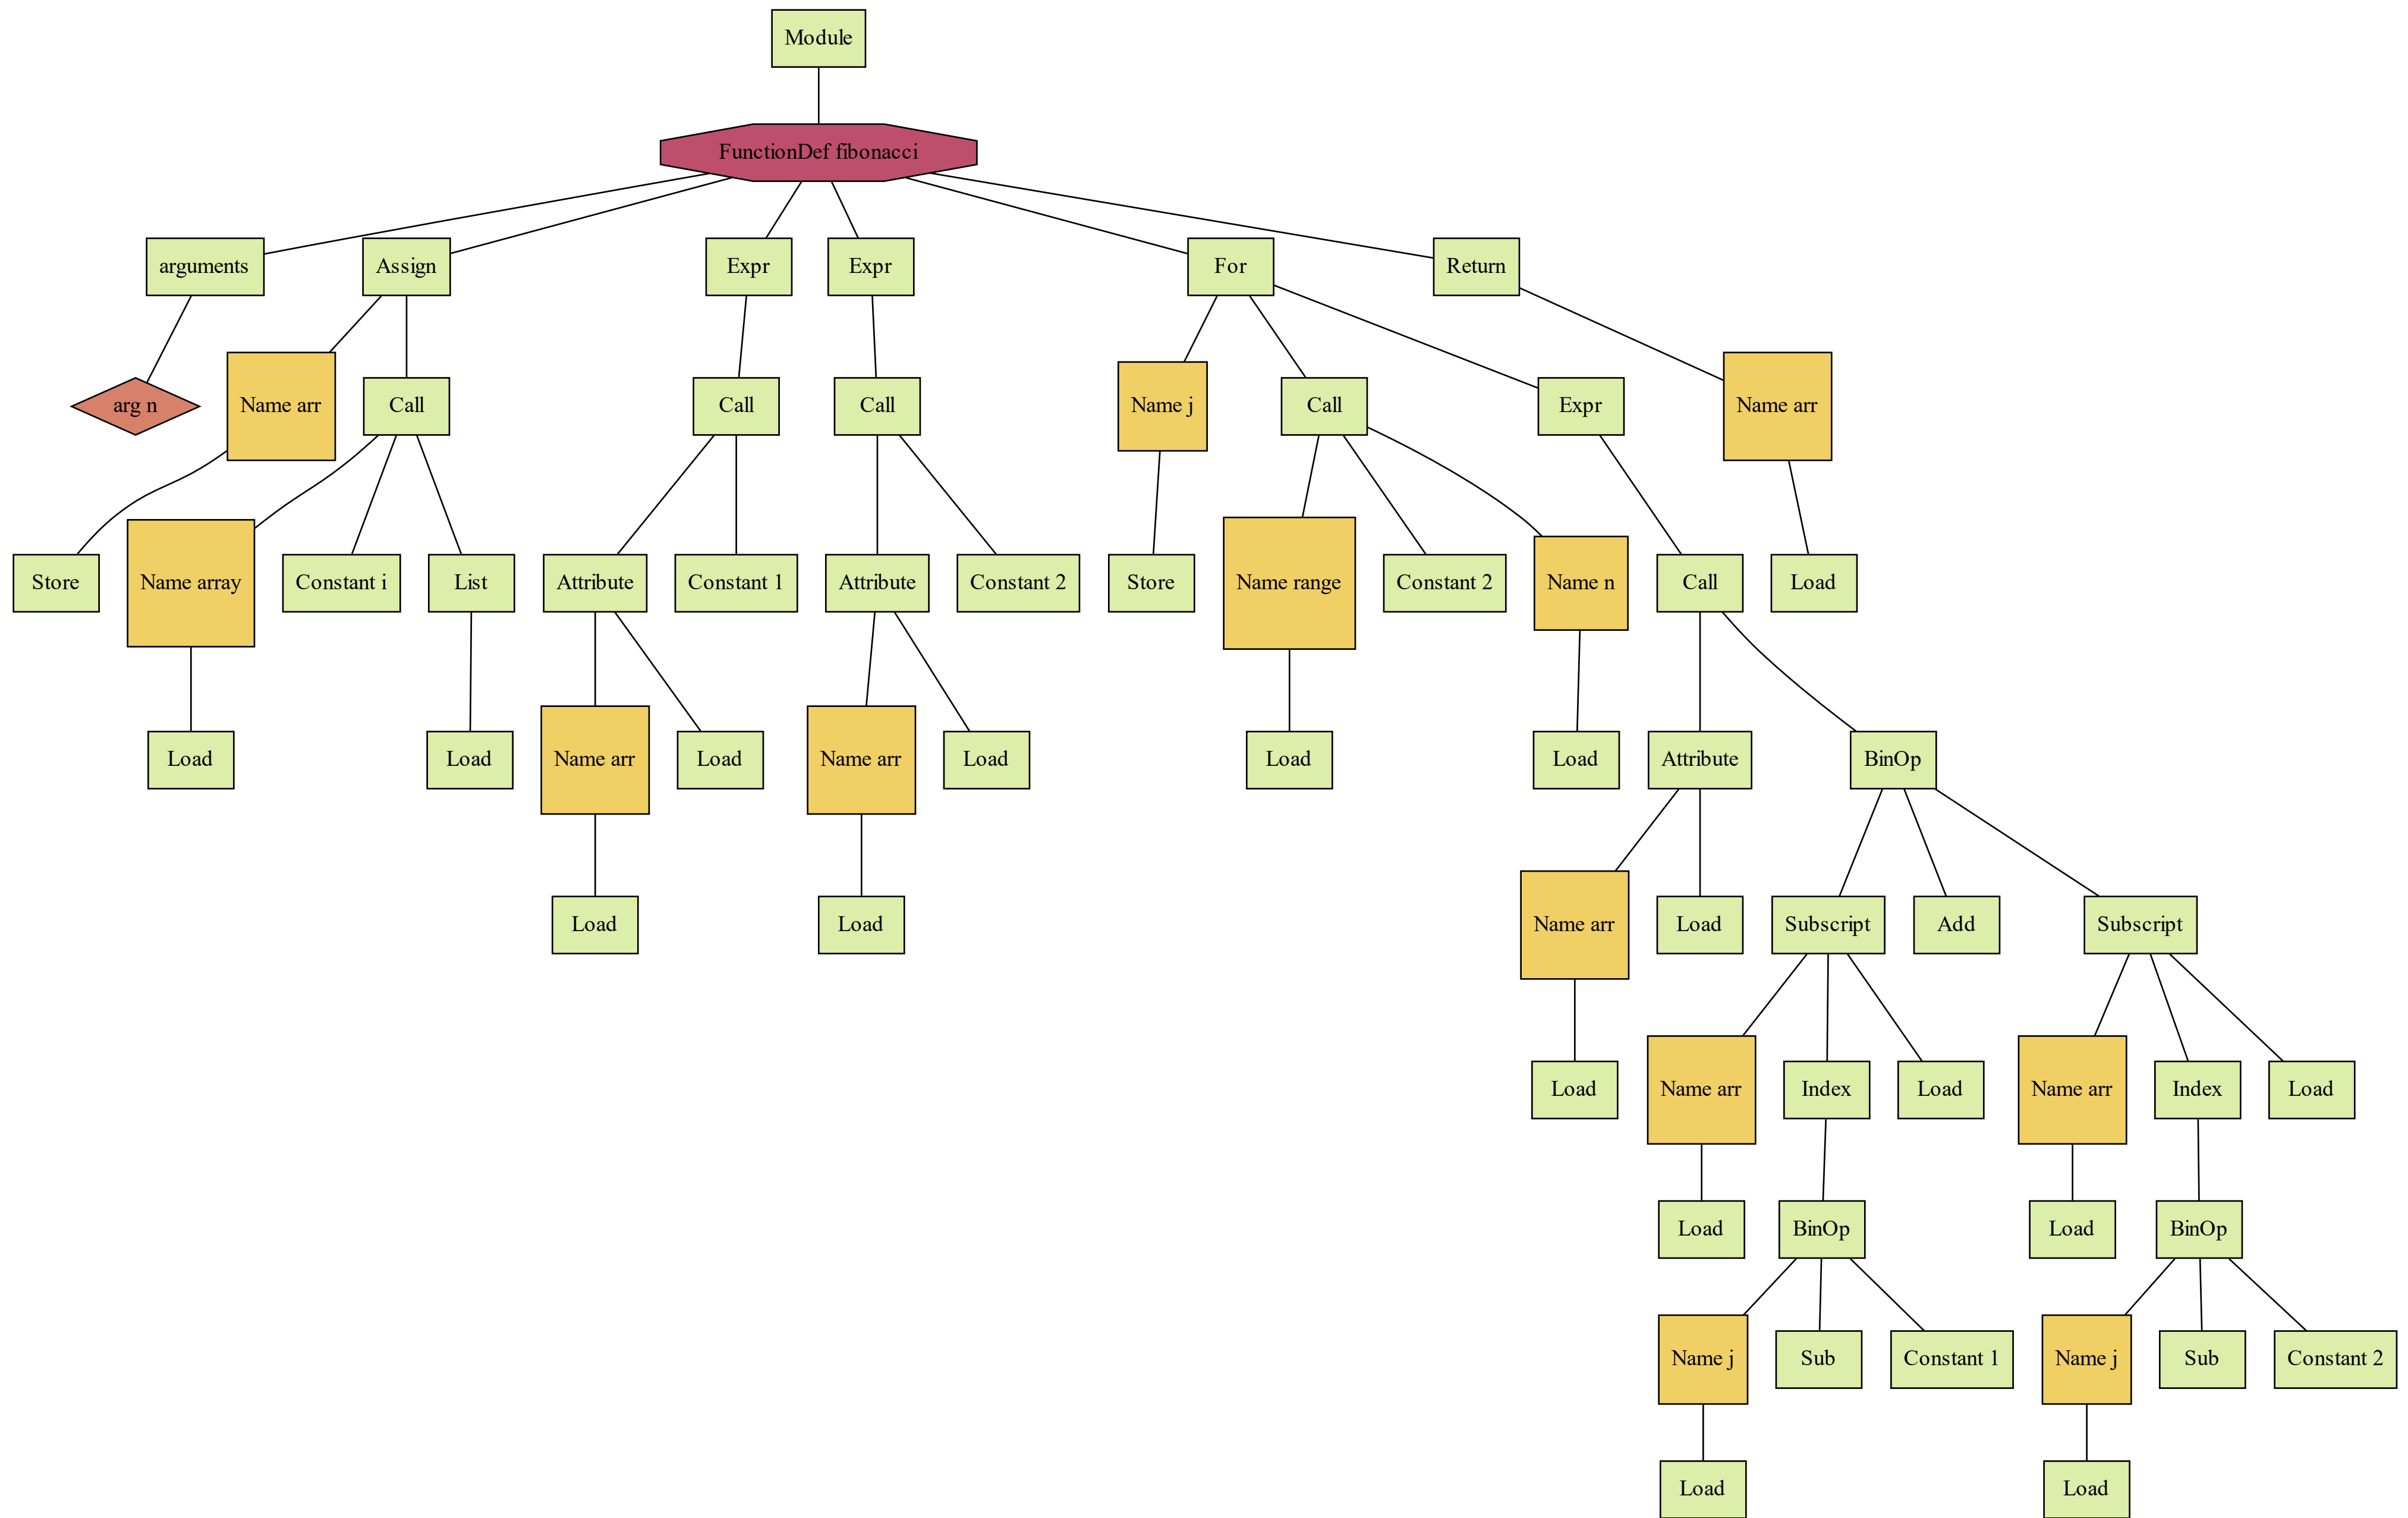 Module
FunctionDef fibonacci
arguments
Assign
Expr
Expr
For
Return
arg n
Name arr
Call
Call
Call
Name j
Call
Expr
Name arr
Store
Name array
Constant i
List
Attribute
Constant 1
Attribute
Constant 2
Store
Name range
Constant 2
Name n
Call
Load
Load
Load
Name arr
Load
Name arr
Load
Load
Load
Attribute
BinOp
Load
Load
Name arr
Load
Subscript
Add
Subscript
Load
Name arr
Index
Load
Name arr
Index
Load
Load
BinOp
Load
BinOp
Name j
Sub
Constant 1
Name j
Sub
Constant 2
Load
Load